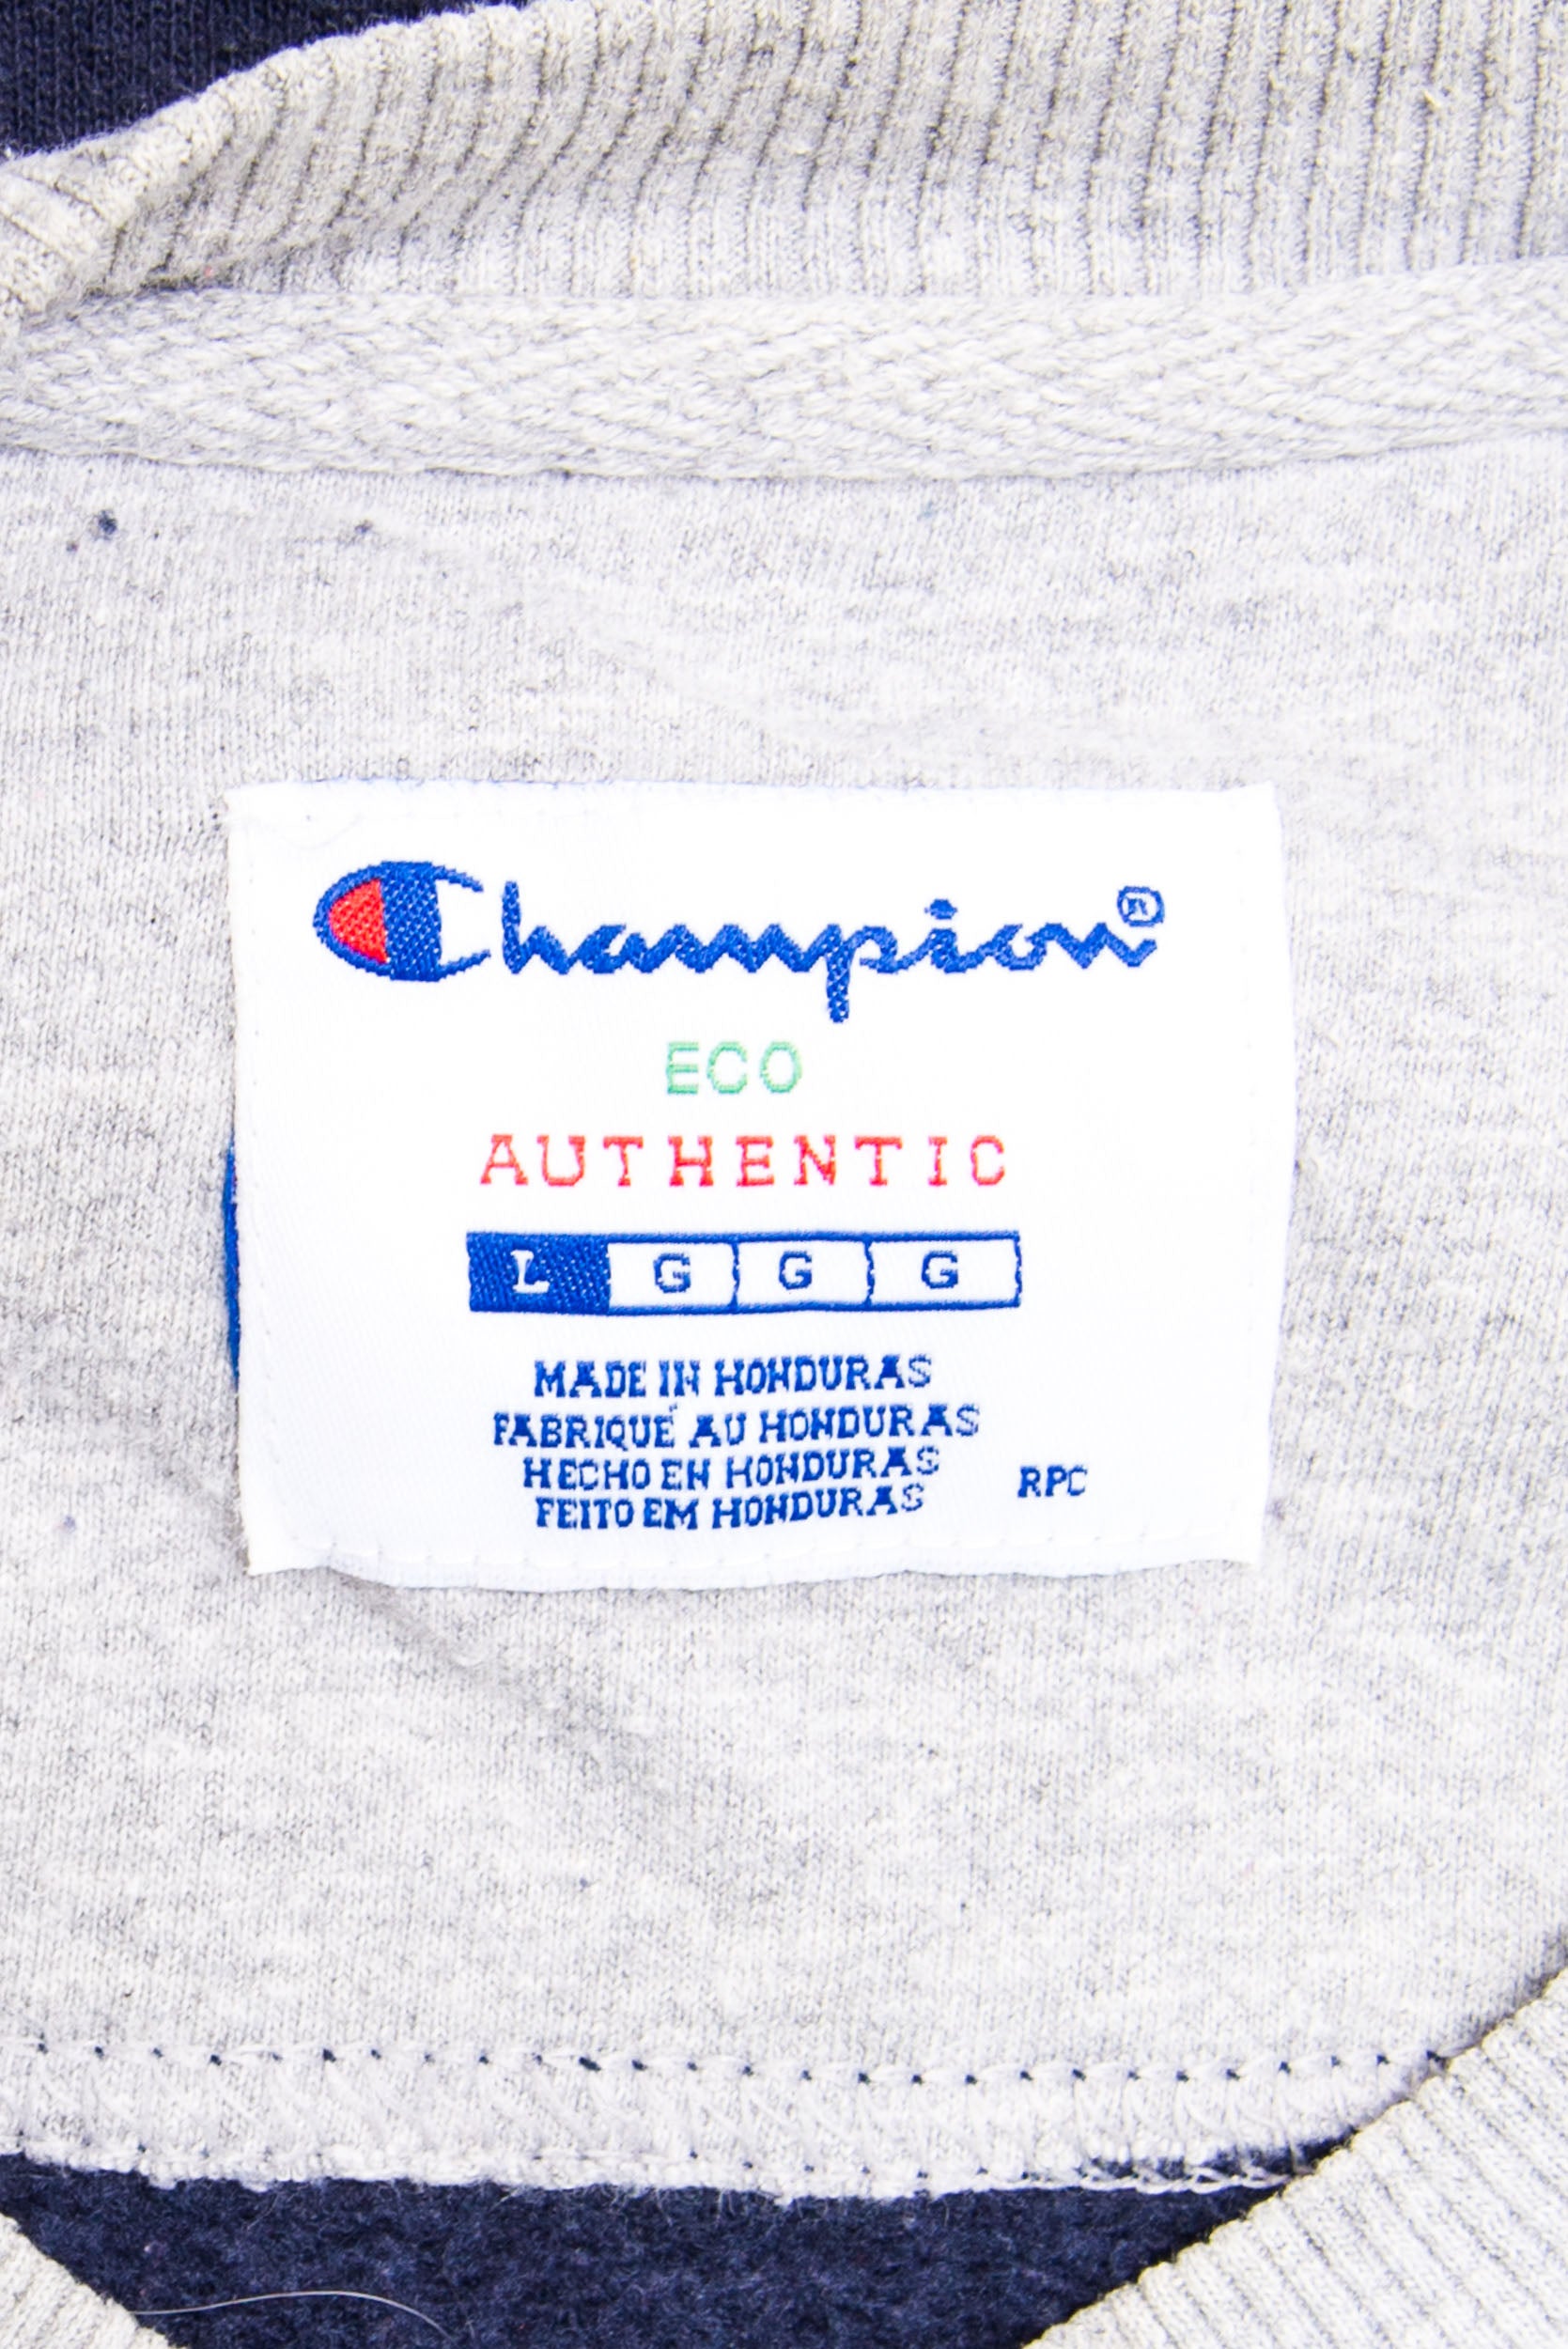 Champion®
ECO
AUTHENTIC
L G G G
MADE IN HONDURAS
FABRIQUÉ AU HONDURAS
HECHO EN HONDURAS
RPC
FEITO EM HONDURAS